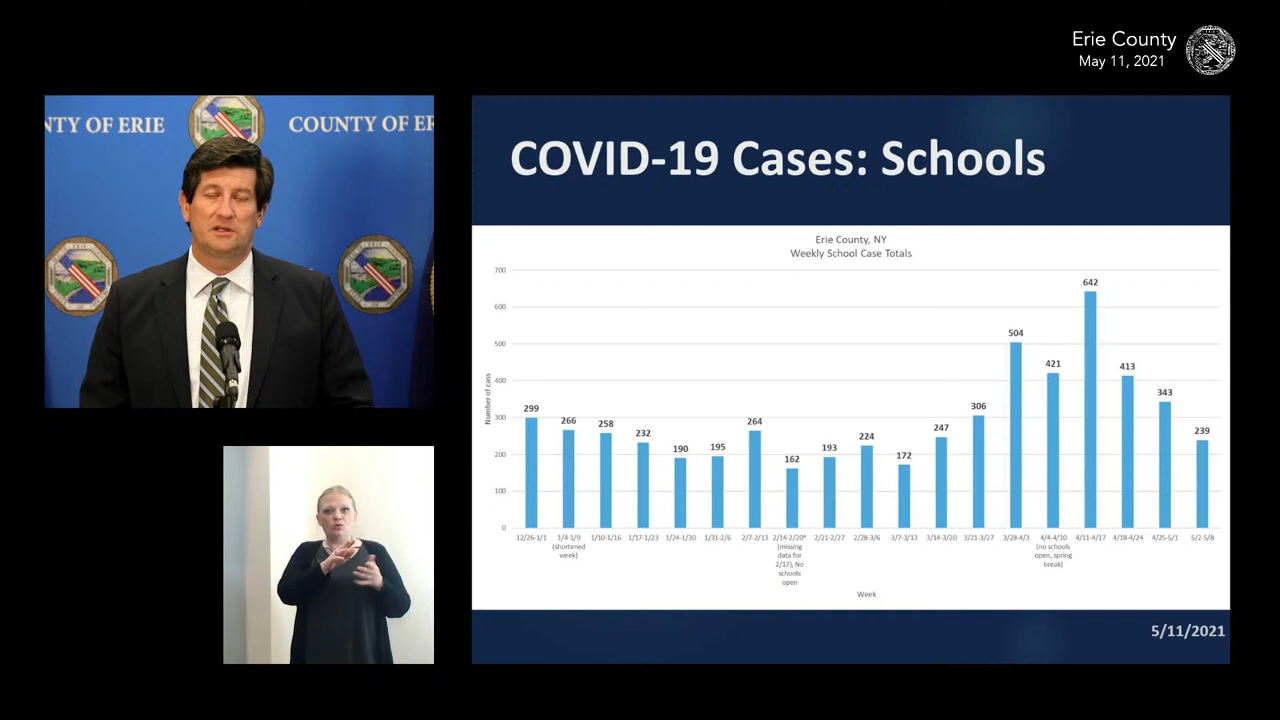 Erie County
May 11, 2021
NTY OF ERIE
COUNTY OF ER
COVID-19 Cases: Schools
Erie County, NY
Weekly School Case Totals
Number of cass
700
600
500
400
300
200
100
0
299
266
258
232
190
195
264
162
193
224
172
247
306
504
421
642
413
343
239
12/26-1/1
1/4-1/9
(shortened
week)
1/10-1/16
1/17-1/23
1/24-1/30
1/31-2/6
2/7-2/13
2/14-2/20*
(missing
data for
2/17), No
schools
open
2/21-2/27
2/28-3/6
3/7-3/13
3/14-3/20
3/21-3/27
3/28-4/3
4/4-4/10
(no schools
open, spring
break)
4/11-4/17
4/18-4/24
4/25-5/1
5/2-5/8
Week
5/11/2021